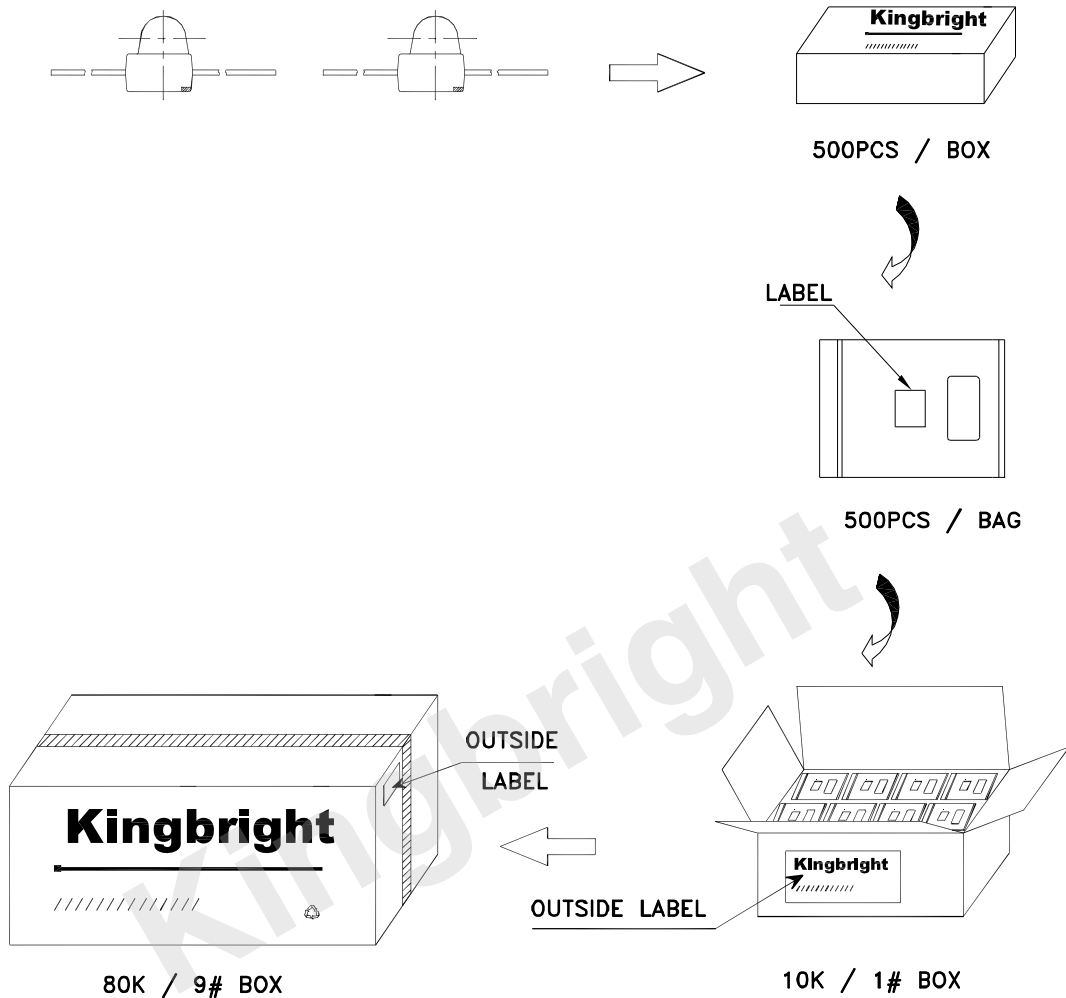 Kingbright
500PCS / BOX
LABEL
500PCS / BAG
Kingbright
OUTSIDE
LABEL
Kingbright
Kingbright
OUTSIDE LABEL
80K / 9# BOX
10K / 1# BOX